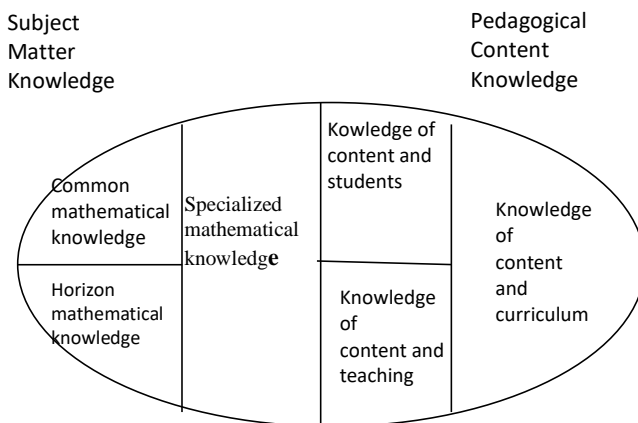 Subject
Matter
Knowledge
Pedagogical
Content
Knowledge
Common
mathematical
knowledge
Horizon
mathematical
knowledge
Specialized
mathematical
knowledge
Kowledge of
content and
students
Knowledge
of
content and
teaching
Knowledge
of
content
and
curriculum